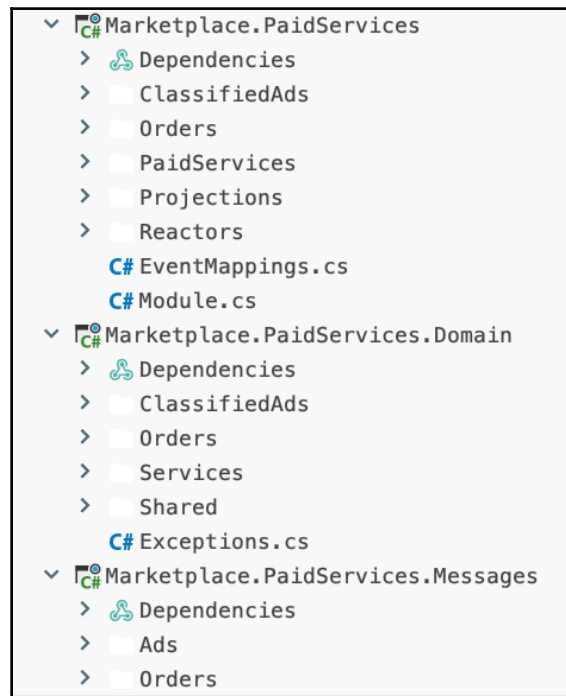 C# Marketplace.PaidServices
Dependencies
ClassifiedAds
Orders
PaidServices
Projections
Reactors
C# EventMappings.cs
C# Module.cs
C# Marketplace.PaidServices.Domain
Dependencies
ClassifiedAds
Orders
Services
Shared
C# Exceptions.cs
C# Marketplace.PaidServices.Messages
Dependencies
Ads
Orders